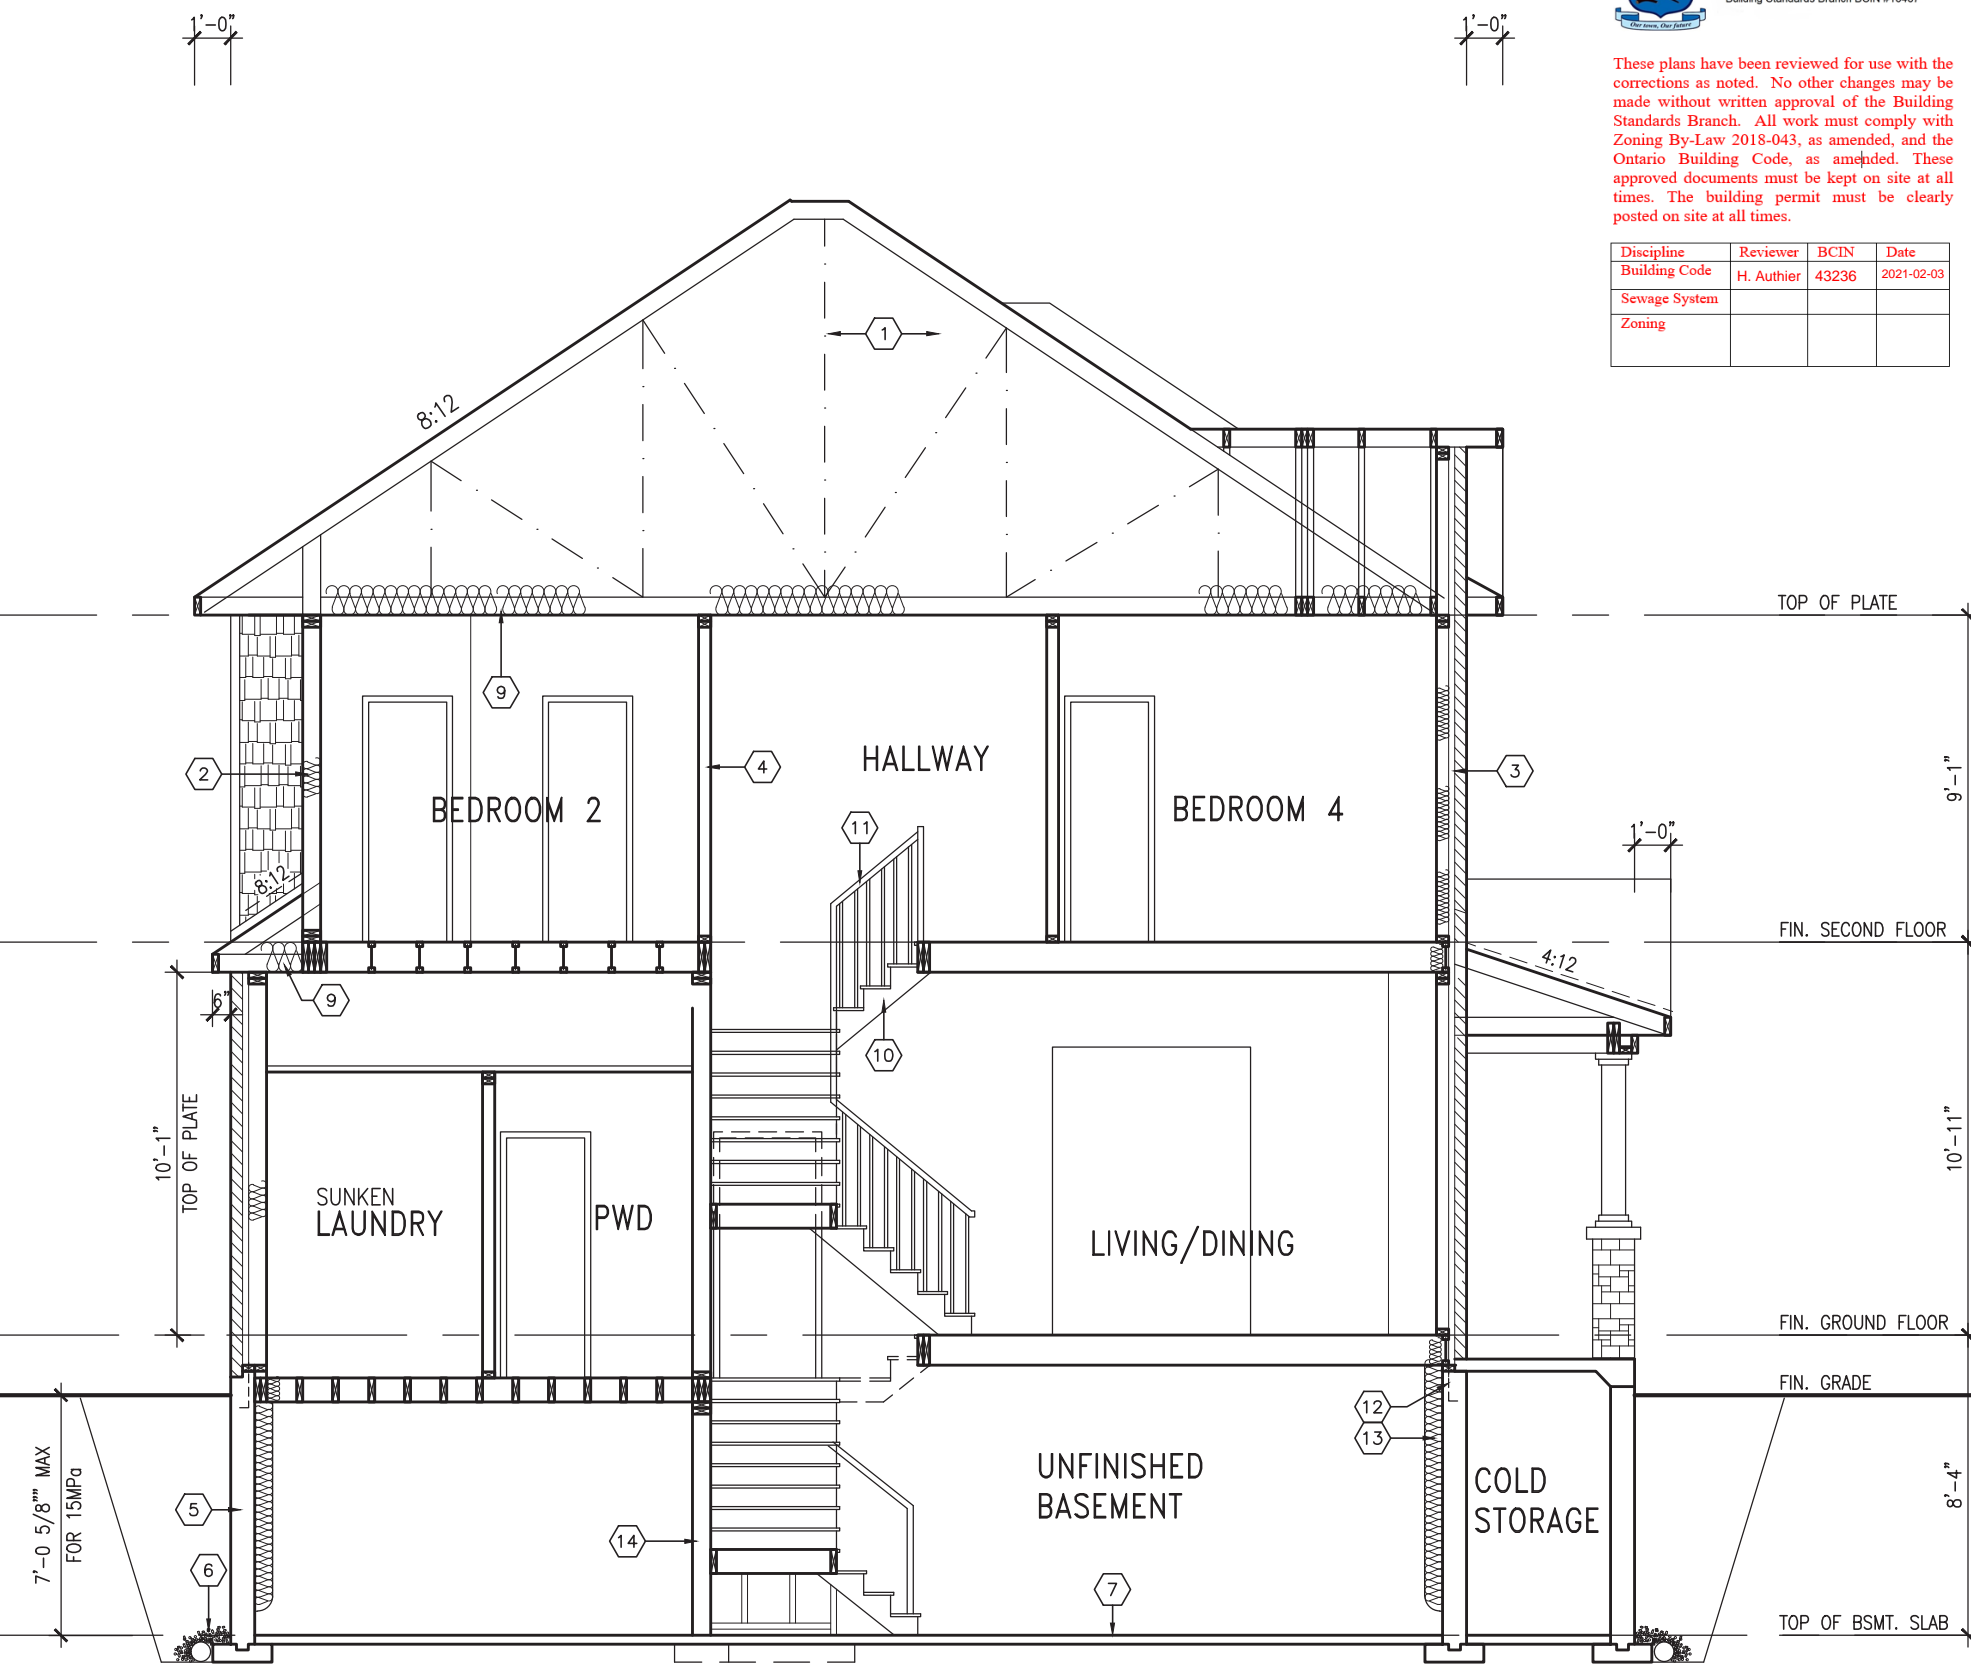 Our town, Our future
1'-0"
1'-0"
These plans have been reviewed for use with the
corrections as noted. No other changes may be
made without written approval of the Building
Standards Branch. All work must comply with
Zoning By-Law 2018-043, as amended, and the
Ontario Building Code, as amended. These
approved documents must be kept on site at all
times. The building permit must be clearly
posted on site at all times.
Discipline Reviewer BCIN Date
Building Code H. Authier 43236 2021-02-03
Sewage System
Zoning
1
8:12
TOP OF PLATE
9
2
4
HALLWAY
3
BEDROOM 2
BEDROOM 4
9'-1"
11
1'-0"
8:12
FIN. SECOND FLOOR
4:12
9
6"
10
10'-1"
TOP OF PLATE
10'-11"
SUNKEN
LAUNDRY
PWD
LIVING/DINING
FIN. GROUND FLOOR
FIN. GRADE
12
13
7'-0 5/8"" MAX
FOR 15MPa
UNFINISHED
BASEMENT
COLD
STORAGE
8'-4"
5
14
6
7
TOP OF BSMT. SLAB